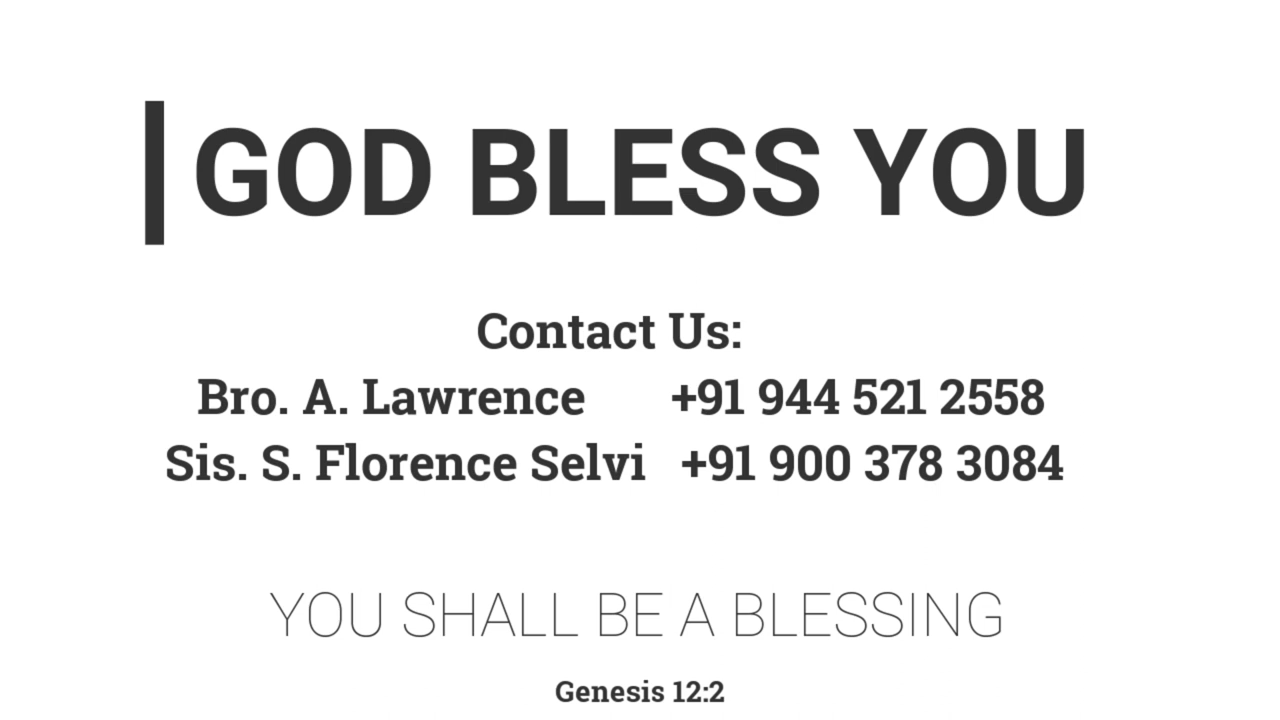 GOD BLESS YOU
Contact Us:
Bro. A. Lawrence +91 944 521 2558
Sis. S. Florence Selvi +91 900 378 3084
YOU SHALL BE A BLESSING
Genesis 12:2